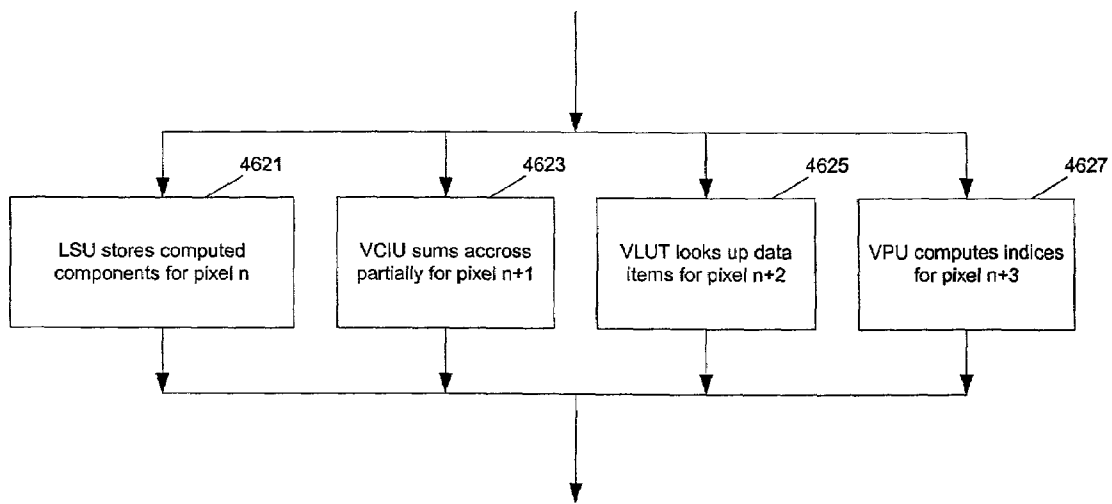 4621
4623
4625
4627
LSU stores computed
components for pixel n
VCIU sums accross
partially for pixel n+1
VLUT looks up data
items for pixel n+2
VPU computes indices
for pixel n+3